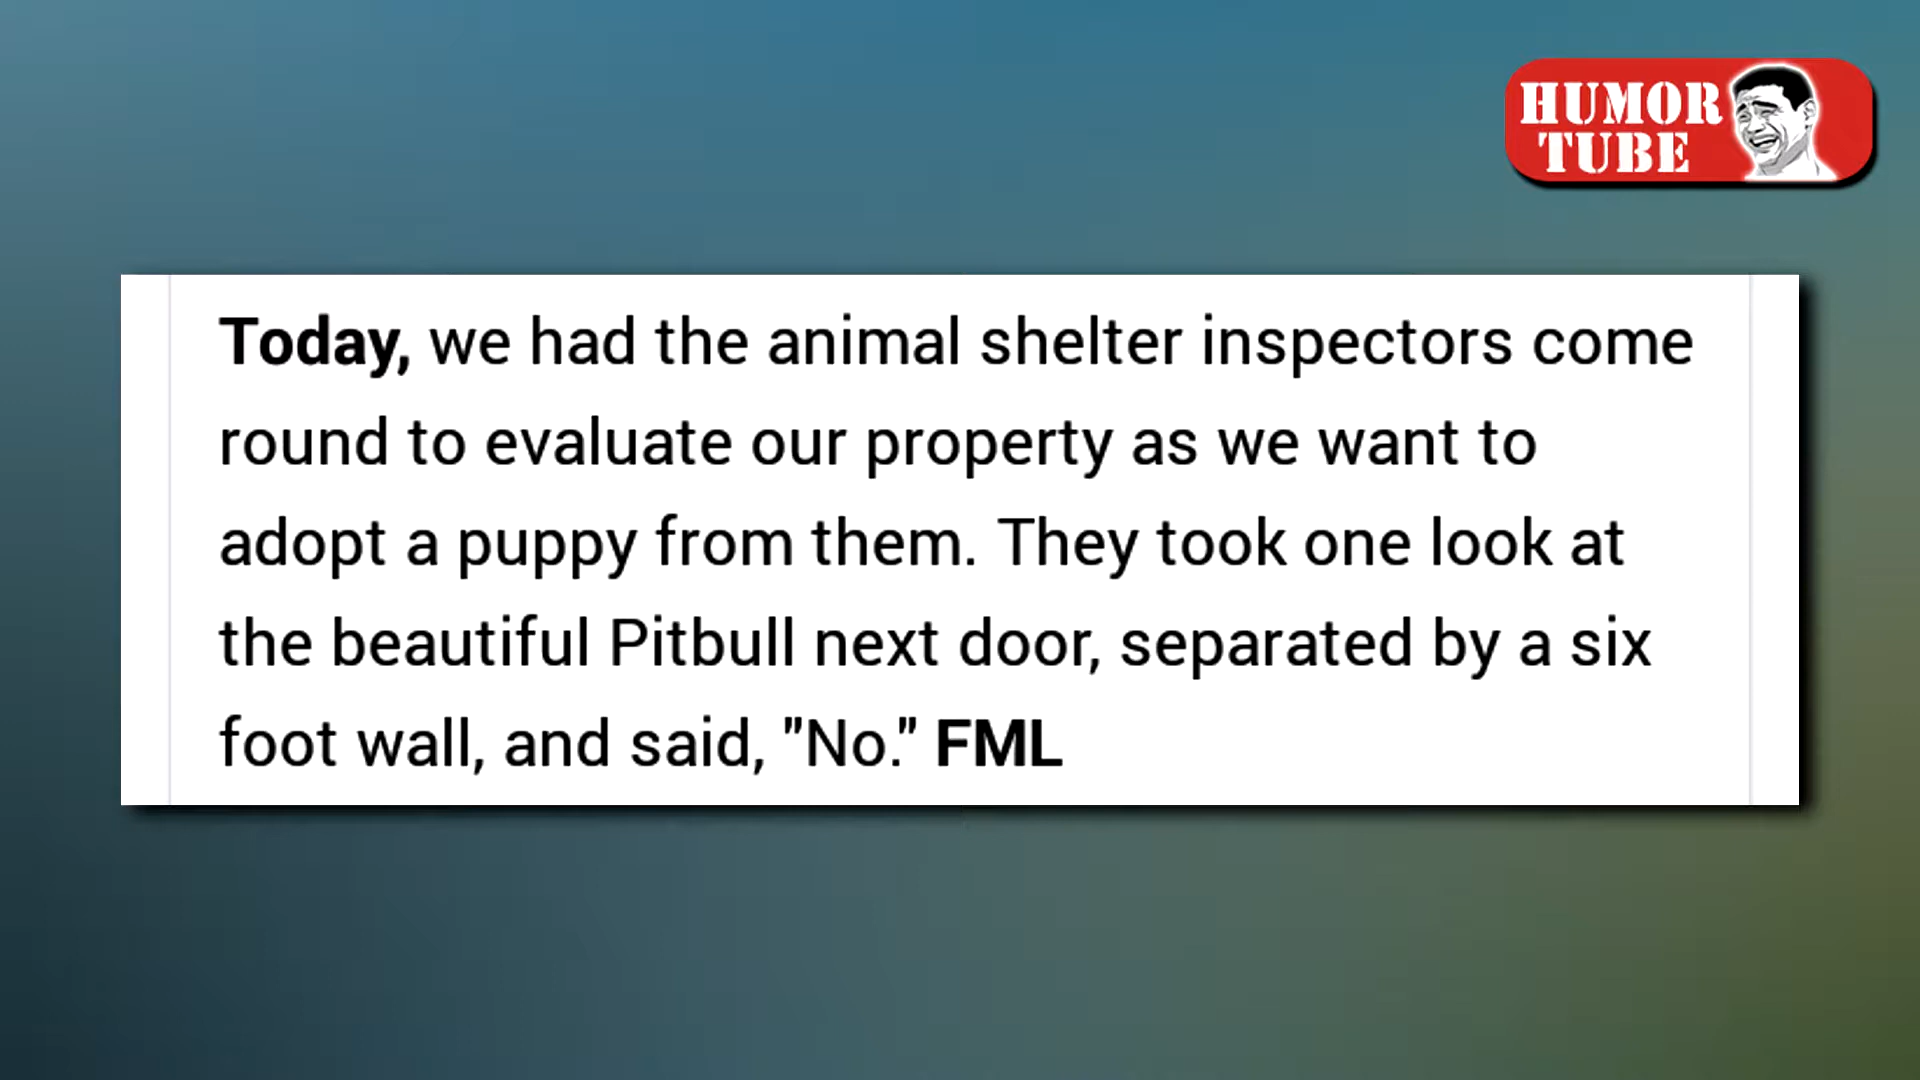 HUMOR
TUBE
Today, we had the animal shelter inspectors come
round to evaluate our property as we want to
adopt a puppy from them. They took one look at
the beautiful Pitbull next door, separated by a six
foot wall, and said, "No." FML